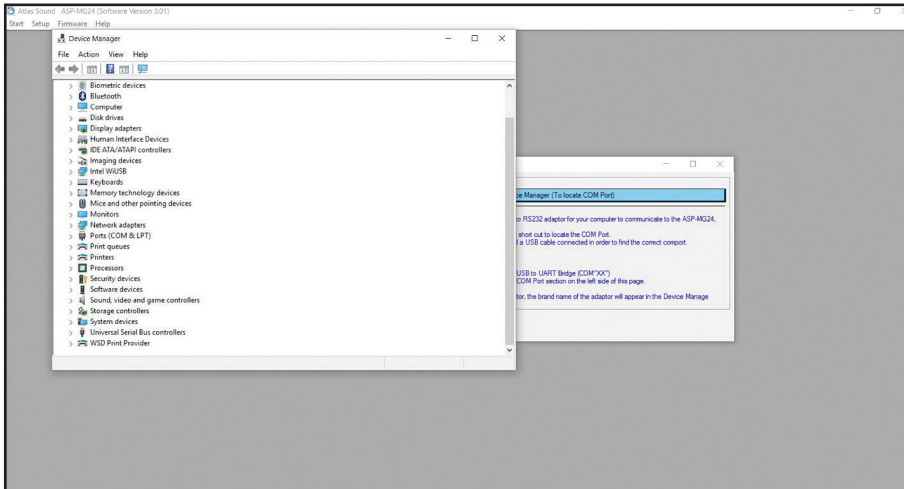 Atlas Sound ASP-MG24 [Software Version 3.01]
Start Setup Firmware Help
Device Manager
File Action View Help
Biometric devices
Bluetooth
Computer
Disk drives
Display adapters
Human Interface Devices
IDE ATA/ATAPI controllers
Imaging devices
Intel WiUSB
Keyboards
Memory technology devices
Mice and other pointing devices
Monitors
Network adapters
Ports (COM & LPT)
Print queues
Printers
Processors
Security devices
Software devices
Sound, video and game controllers
Storage controllers
System devices
Universal Serial Bus controllers
WSD Print Provider
ce Manager (To locate COM Port)
to RS232 adaptor for your computer to communicate to the ASP-MG24,
short cut to locate the COM Port.
a USB cable connected in order to find the correct comport.
USB to UART Bridge (COM"XX")
COM Port section on the left side of this page.
tor, the brand name of the adaptor will appear in the Device Manage